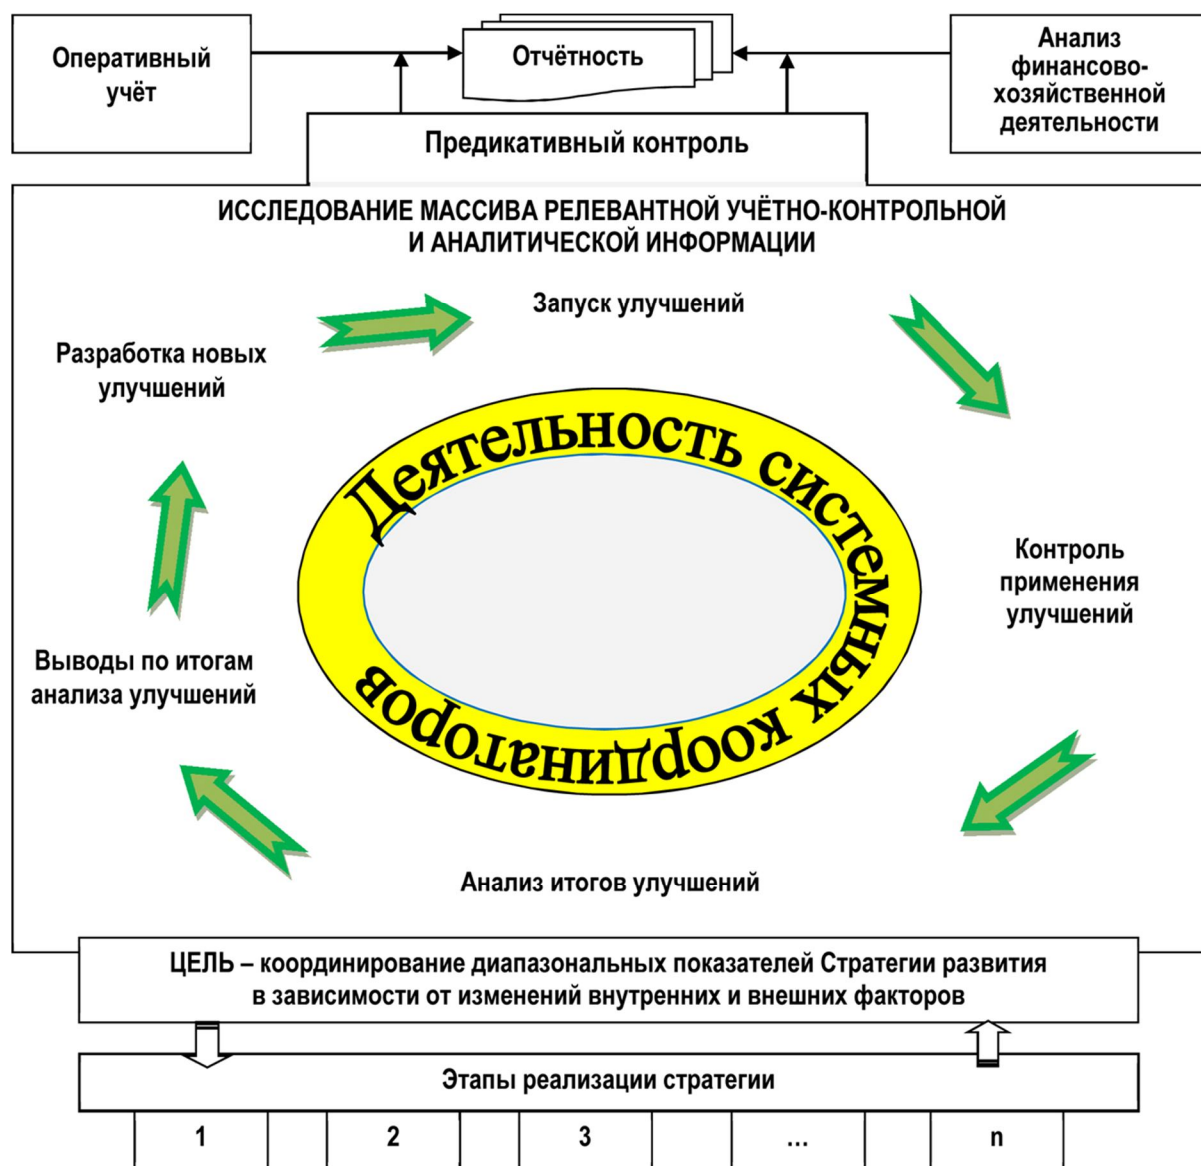 Оперативный
учёт
Отчётность
Анализ
финансово-
хозяйственной
деятельности
Предикативный контроль
ИССЛЕДОВАНИЕ МАССИВА РЕЛЕВАНТНОЙ УЧЁТНО-КОНТРОЛЬНОЙ
И АНАЛИТИЧЕСКОЙ ИНФОРМАЦИИ
Запуск улучшений
Разработка новых
улучшений
Деятельность системных координаторов
Контроль
применения
улучшений
Выводы по итогам
анализа улучшений
Анализ итогов улучшений
ЦЕЛЬ – координирование диапазональных показателей Стратегии развития
в зависимости от изменений внутренних и внешних факторов
Этапы реализации стратегии
1 2 3 ... n